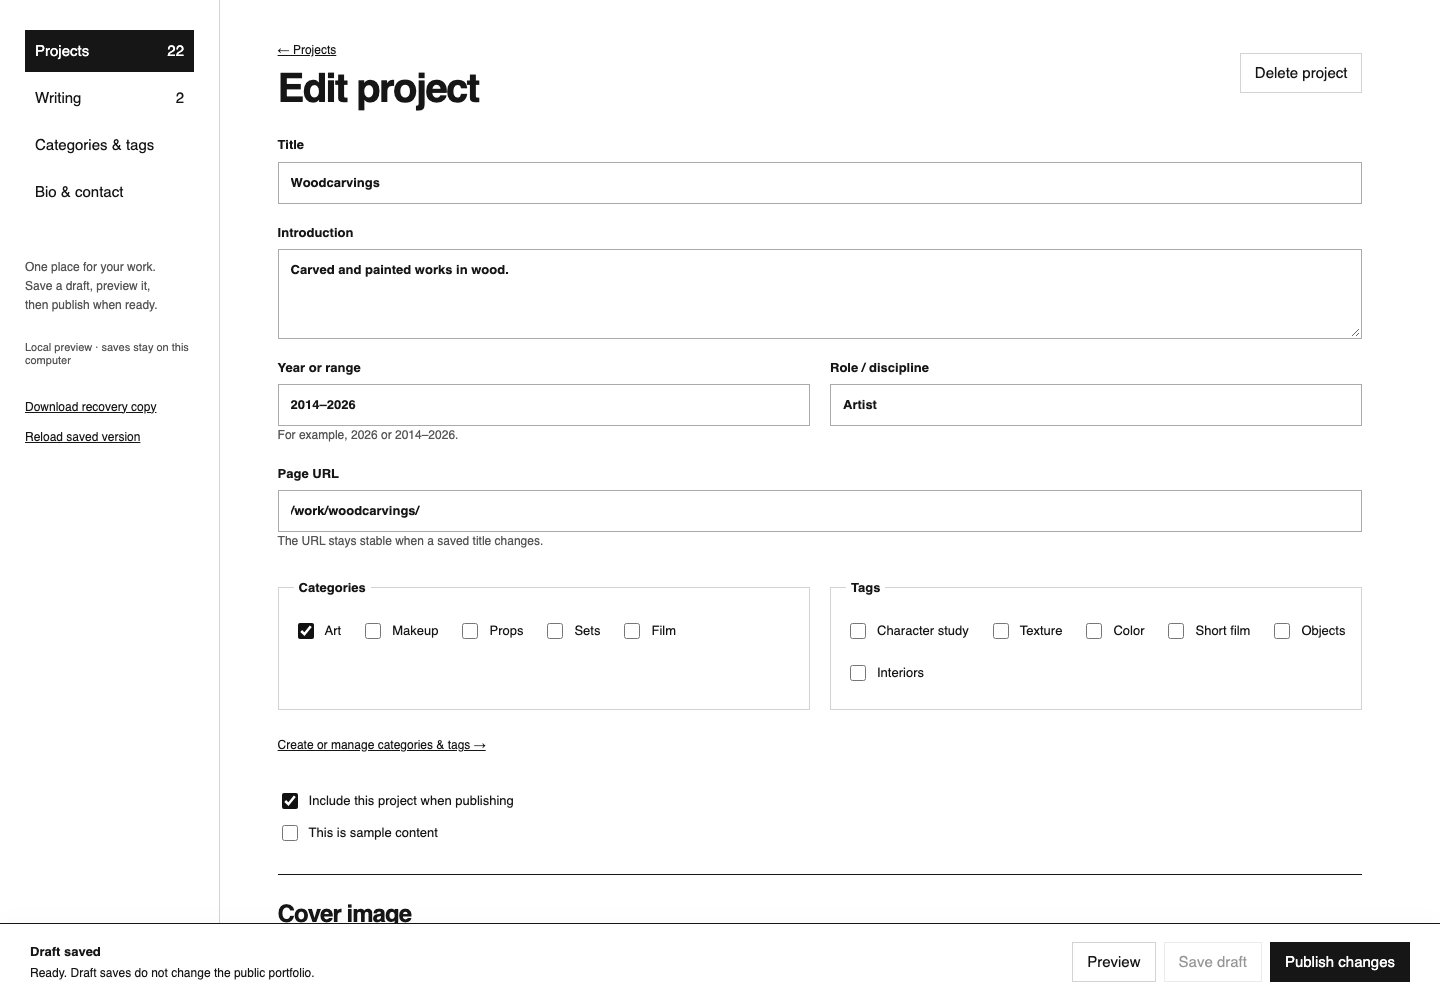 Projects 22
Writing 2
Categories & tags
Bio & contact
One place for your work.
Save a draft, preview it,
then publish when ready.
Local preview · saves stay on this
computer
Download recovery copy
Reload saved version
← Projects
Edit project
Delete project
Title
Woodcarvings
Introduction
Carved and painted works in wood.
Year or range
2014–2026
For example, 2026 or 2014–2026.
Role / discipline
Artist
Page URL
/work/woodcarvings/
The URL stays stable when a saved title changes.
Categories
Art Makeup Props Sets Film
Tags
Character study Texture Color Short film Objects
Interiors
Create or manage categories & tags →
Include this project when publishing
This is sample content
Cover image
Draft saved
Ready. Draft saves do not change the public portfolio.
Preview Save draft Publish changes